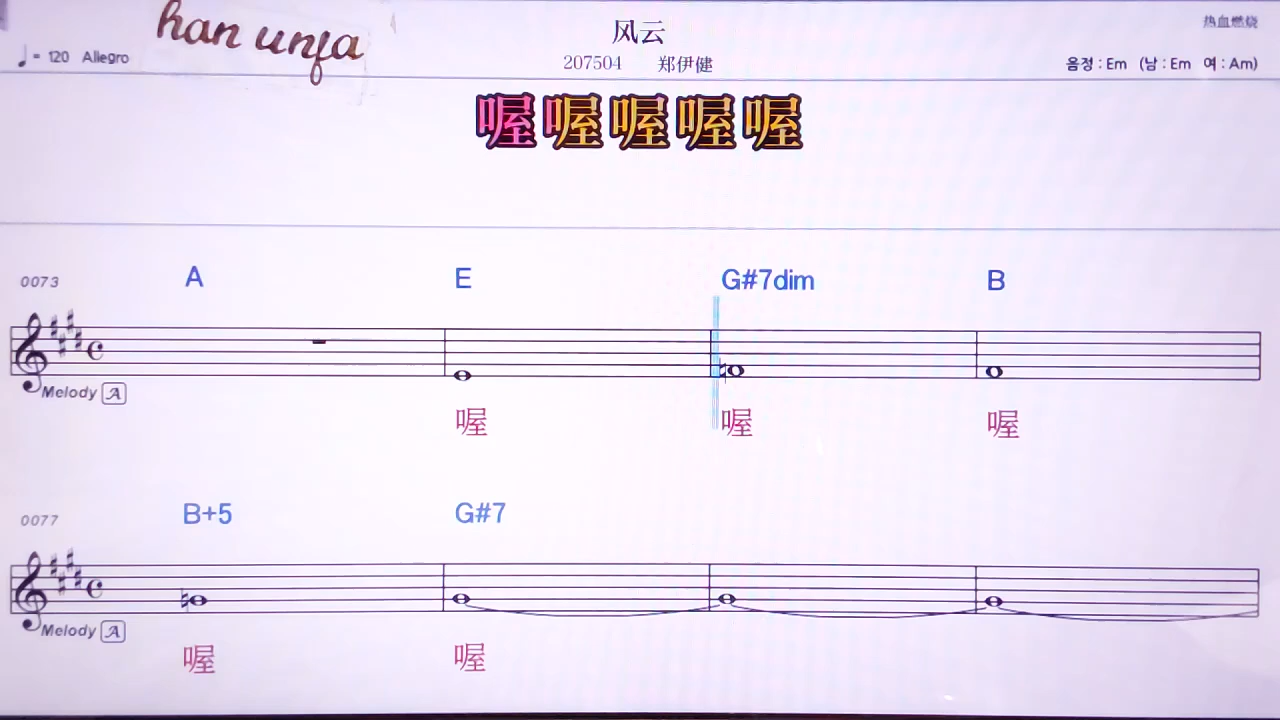 han unja
风云
热血燃烧
♩= 120 Allegro
207504 郑伊健
음정 : Em (남 : Em 여 : Am)
喔喔喔喔喔
0073 A E G#7dim B
Melody A
喔 喔 喔
0077 B+5 G#7
Melody A
喔 喔